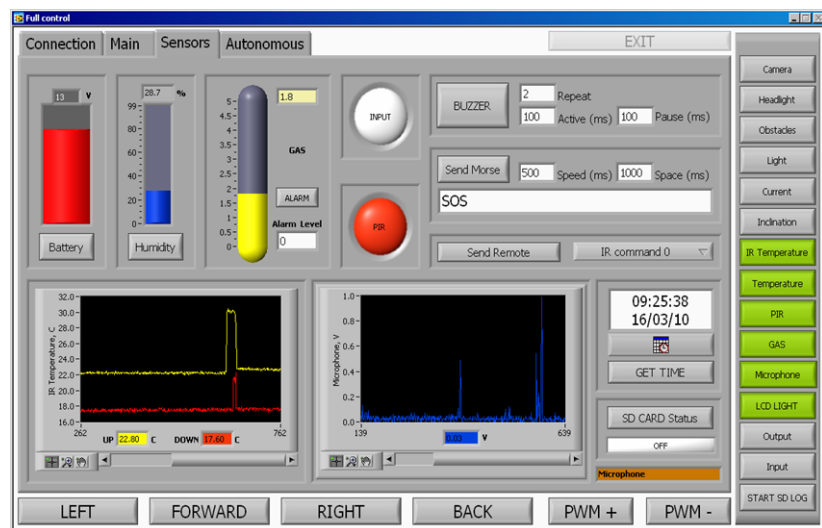 Full control
Connection Main Sensors Autonomous
EXIT
13 V
Battery
28.7 %
99-
80-
60-
40-
20-
0-
Humidity
5-
4.5-
4-
3.5-
3-
2.5-
2-
1.5-
1-
0.5-
0-
1.8
GAS
ALARM
Alarm Level
0
INPUT
PIR
BUZZER
2 Repeat
100 Active (ms) 100 Pause (ms)
Send Morse
500 Speed (ms) 1000 Space (ms)
SOS
Send Remote
IR command 0
IR Temperature, C
32.0-
30.0-
28.0-
26.0-
24.0-
22.0-
20.0-
18.0-
16.0-
262 762
UP 22.80 C DOWN 17.60 C
Microphone, V
1.0-
0.8-
0.6-
0.4-
0.2-
0.0-
139 639
0.03 V
09:25:38
16/03/10
GET TIME
SD CARD Status
OFF
Microphone
Camera
Headlight
Obstacles
Light
Current
Inclination
IR Temperature
Temperature
PIR
GAS
Microphone
LCD LIGHT
Output
Input
START SD LOG
LEFT FORWARD RIGHT BACK PWM + PWM -